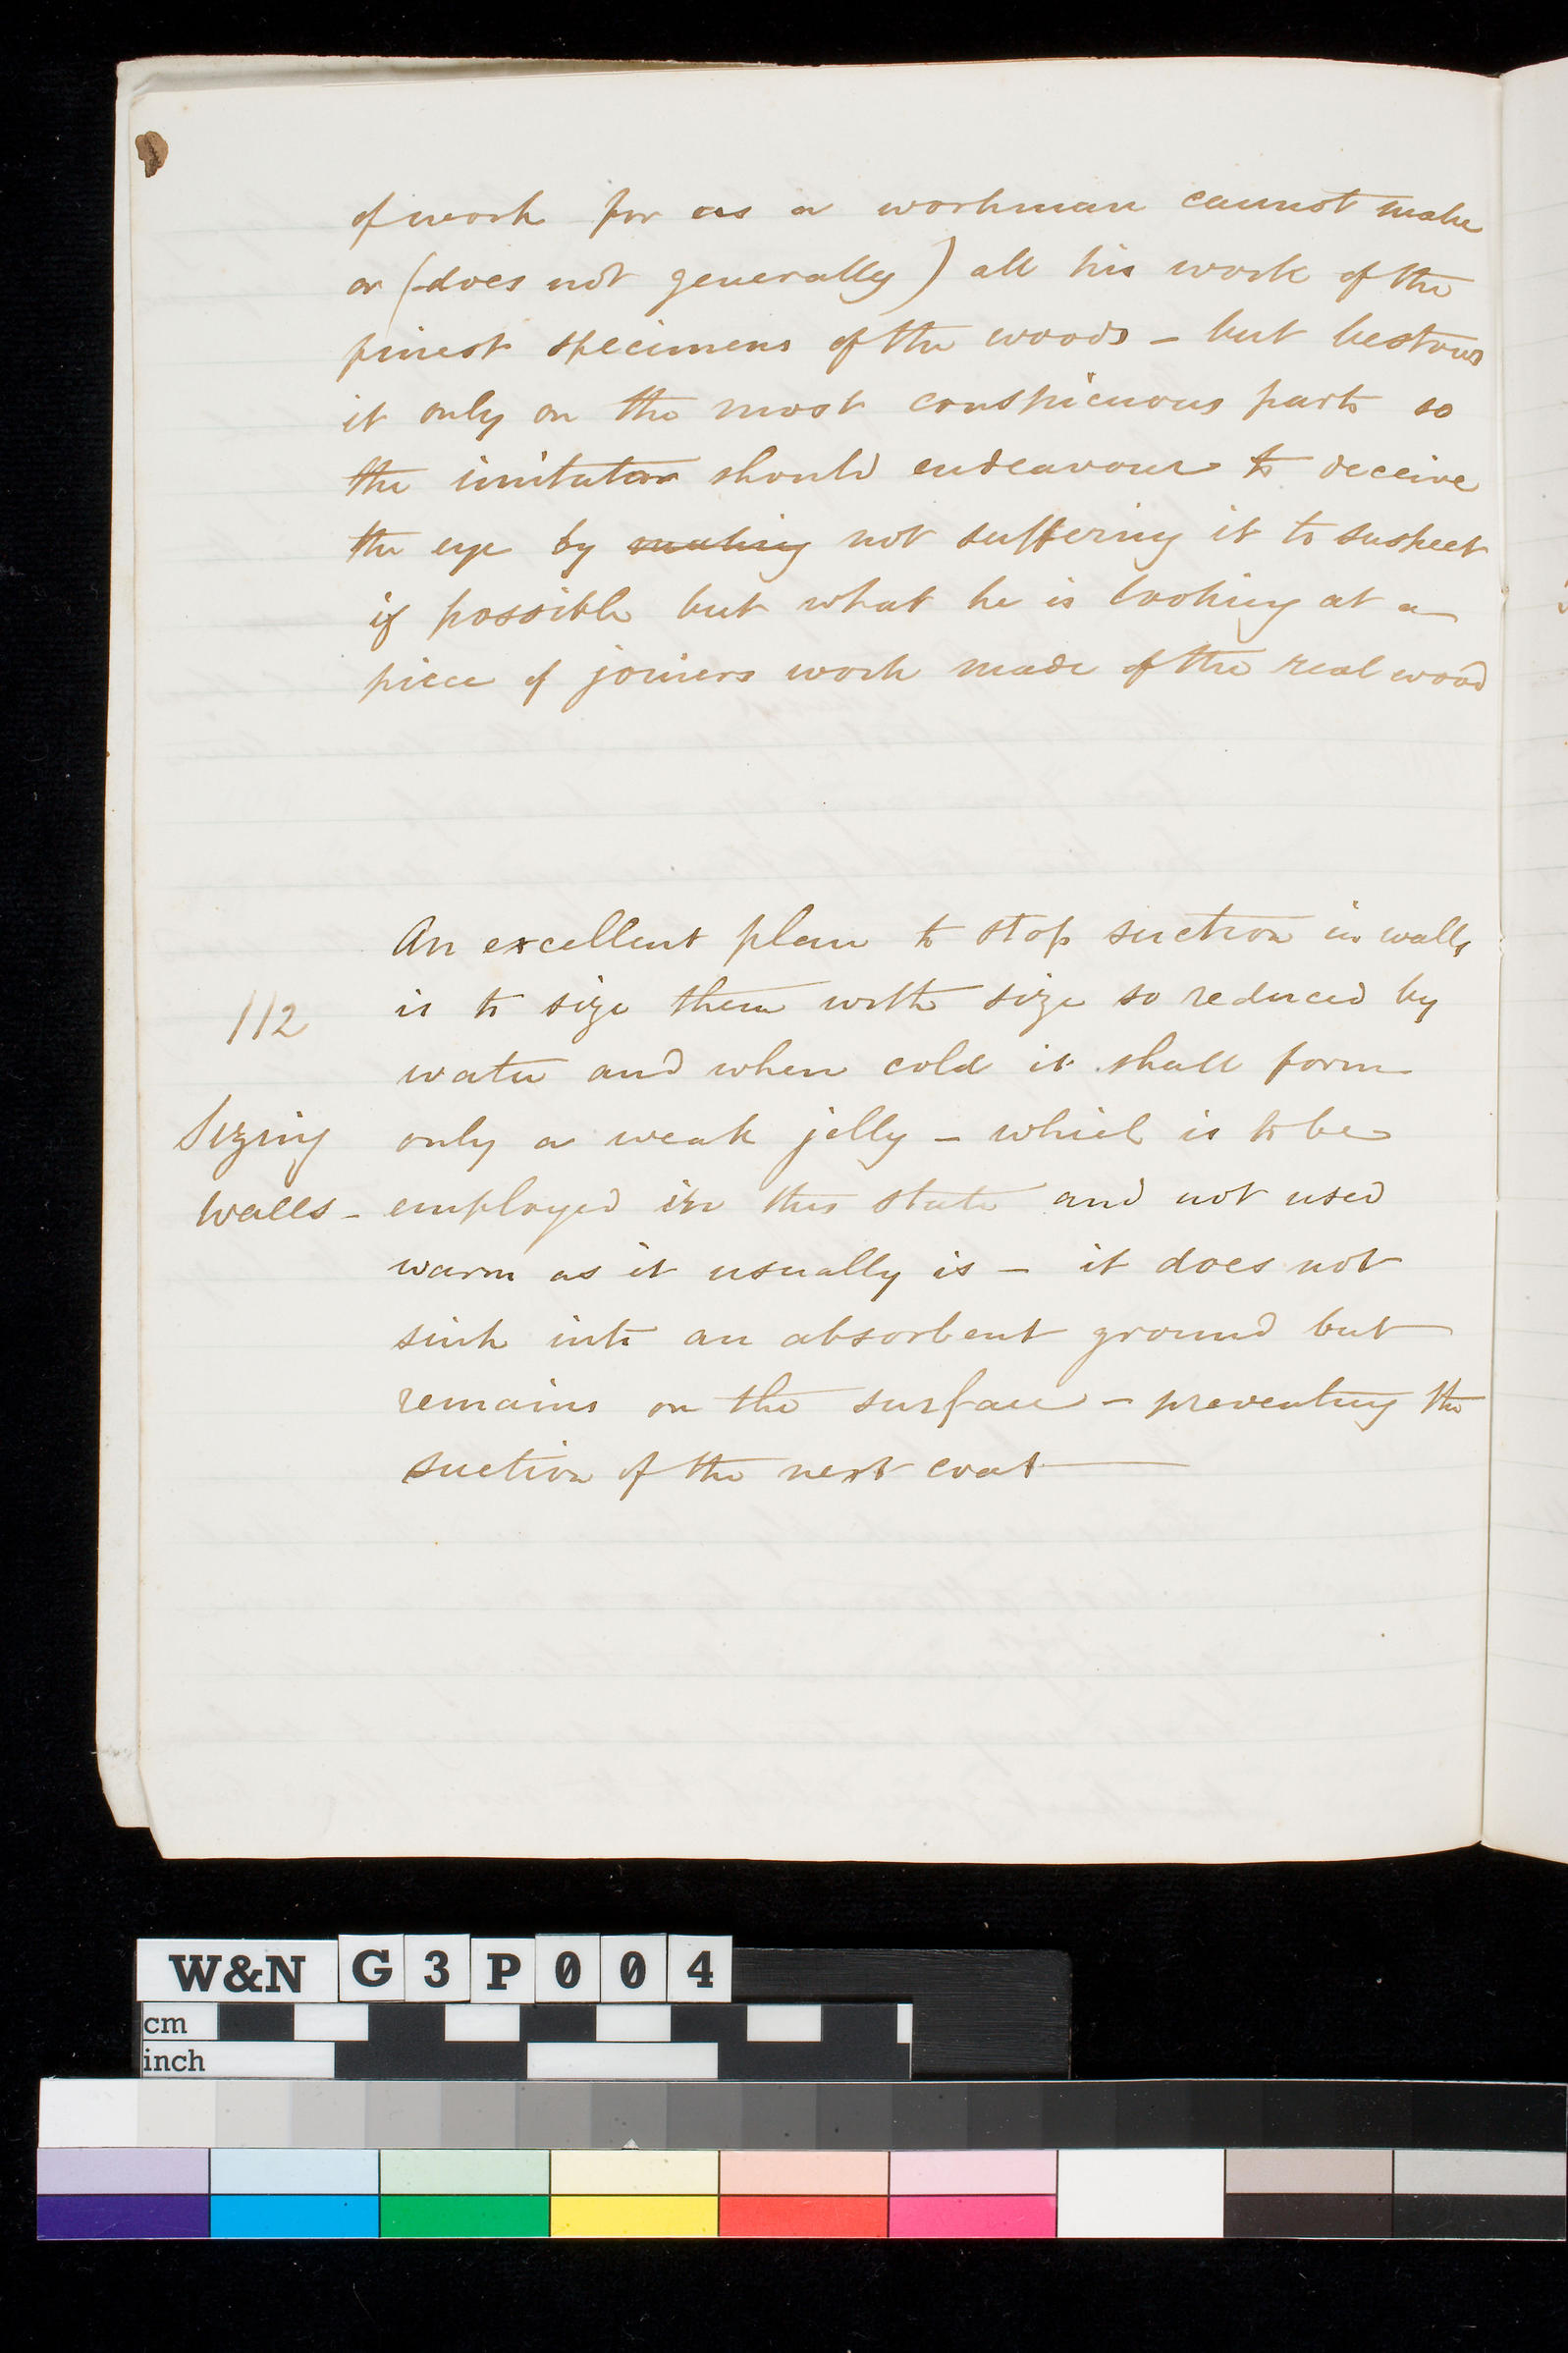 of work for as a workman cannot make
or (does not generally) all his work of the
finest specimens of the woods - but bestows
it only on the most conspicuous parts so
the imitator should endeavour to deceive
the eye by making not suffering it to suspect
if possible but what he is looking at a
piece of joiners work made of the real wood
An excellent plan to stop suction in walls
112
is to size them with size so reduced by
water and when cold it shall form
Sizing
only a weak jelly - which is to be
walls -
employed in this state and not used
warm as it usually is - it does not
sink into an absorbent ground but
remains on the surface - preventing the
suction of the next coat
W&N G3P004
cm
inch